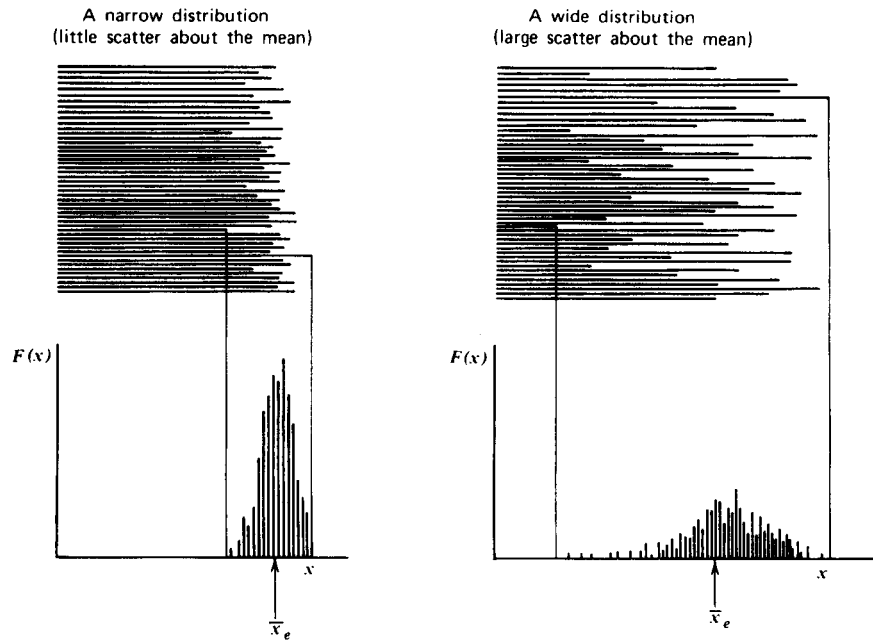 A narrow distribution
(little scatter about the mean)
A wide distribution
(large scatter about the mean)
F(x)
x
x̅e
F(x)
x
x̅e